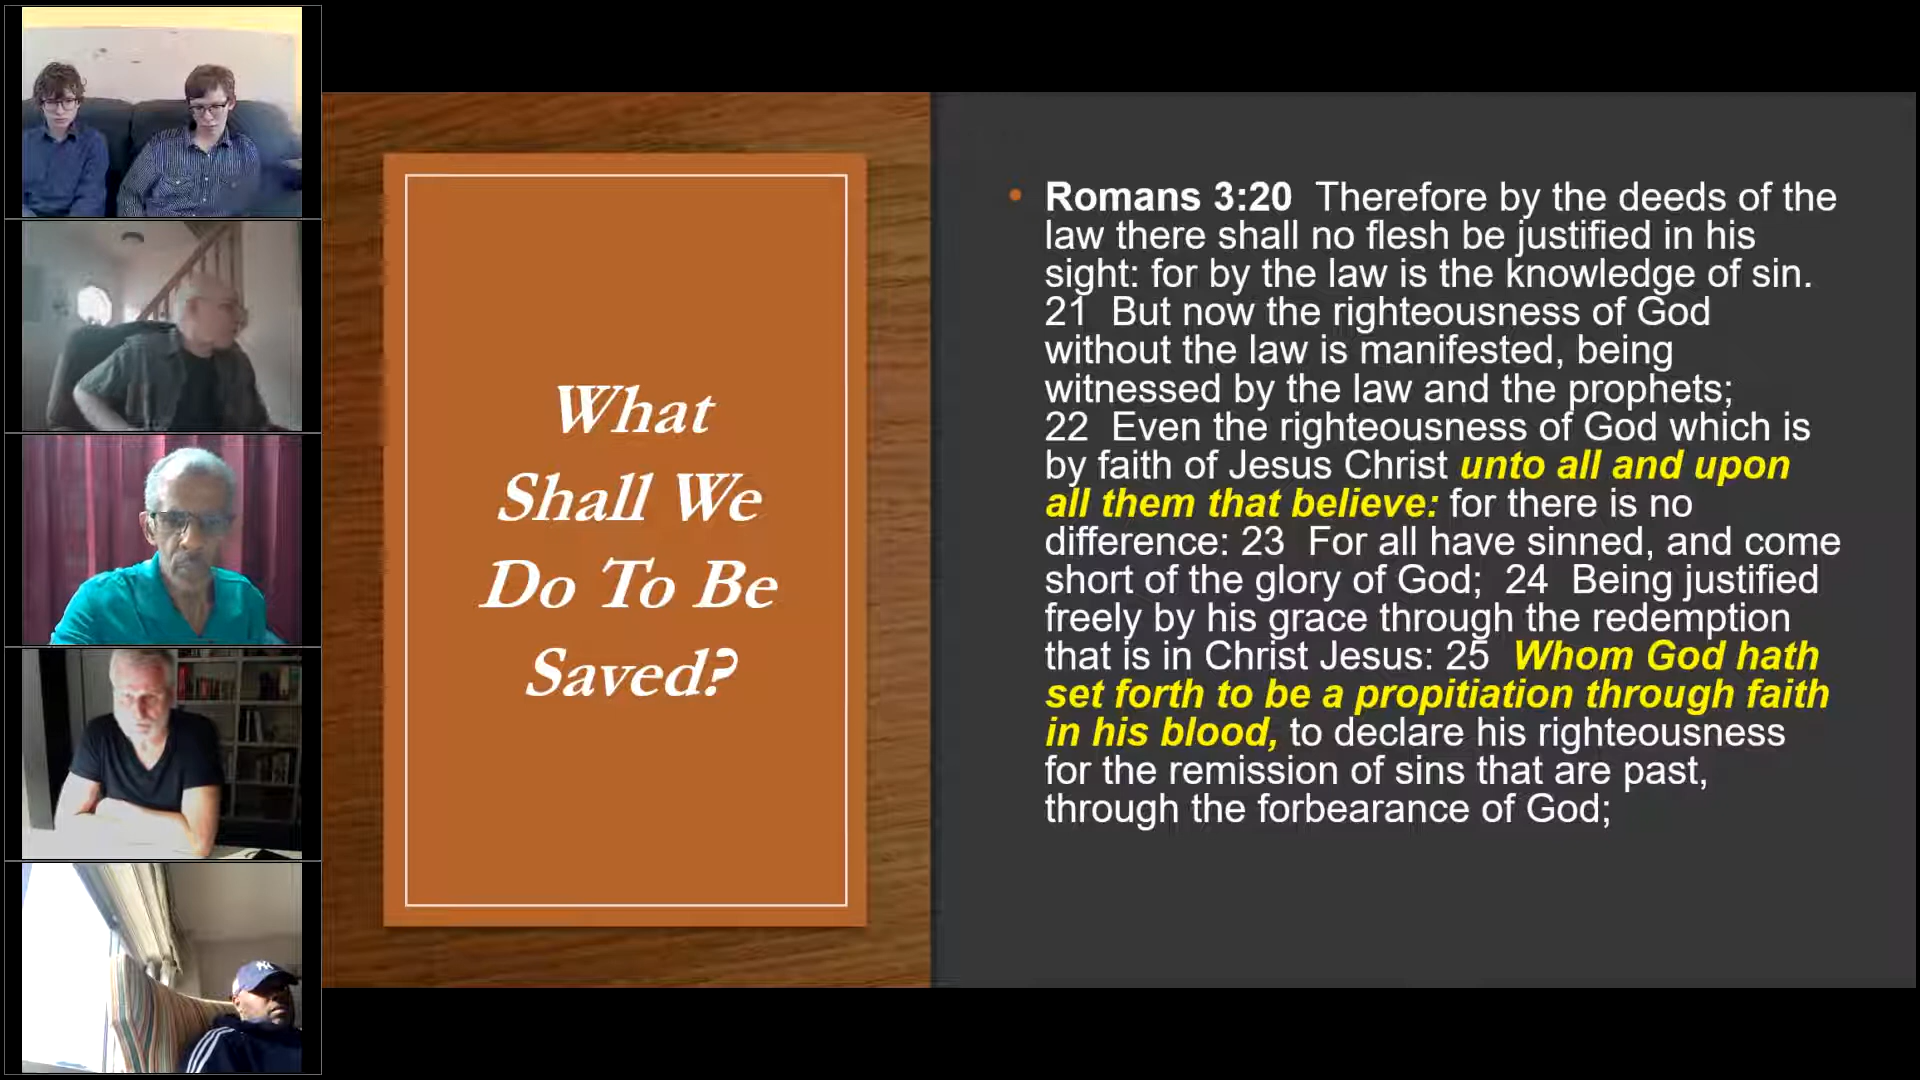 What
Shall We
Do To Be
Saved?
• Romans 3:20 Therefore by the deeds of the
law there shall no flesh be justified in his
sight: for by the law is the knowledge of sin.
21 But now the righteousness of God
without the law is manifested, being
witnessed by the law and the prophets;
22 Even the righteousness of God which is
by faith of Jesus Christ unto all and upon
all them that believe: for there is no
difference: 23 For all have sinned, and come
short of the glory of God; 24 Being justified
freely by his grace through the redemption
that is in Christ Jesus: 25 Whom God hath
set forth to be a propitiation through faith
in his blood, to declare his righteousness
for the remission of sins that are past,
through the forbearance of God;